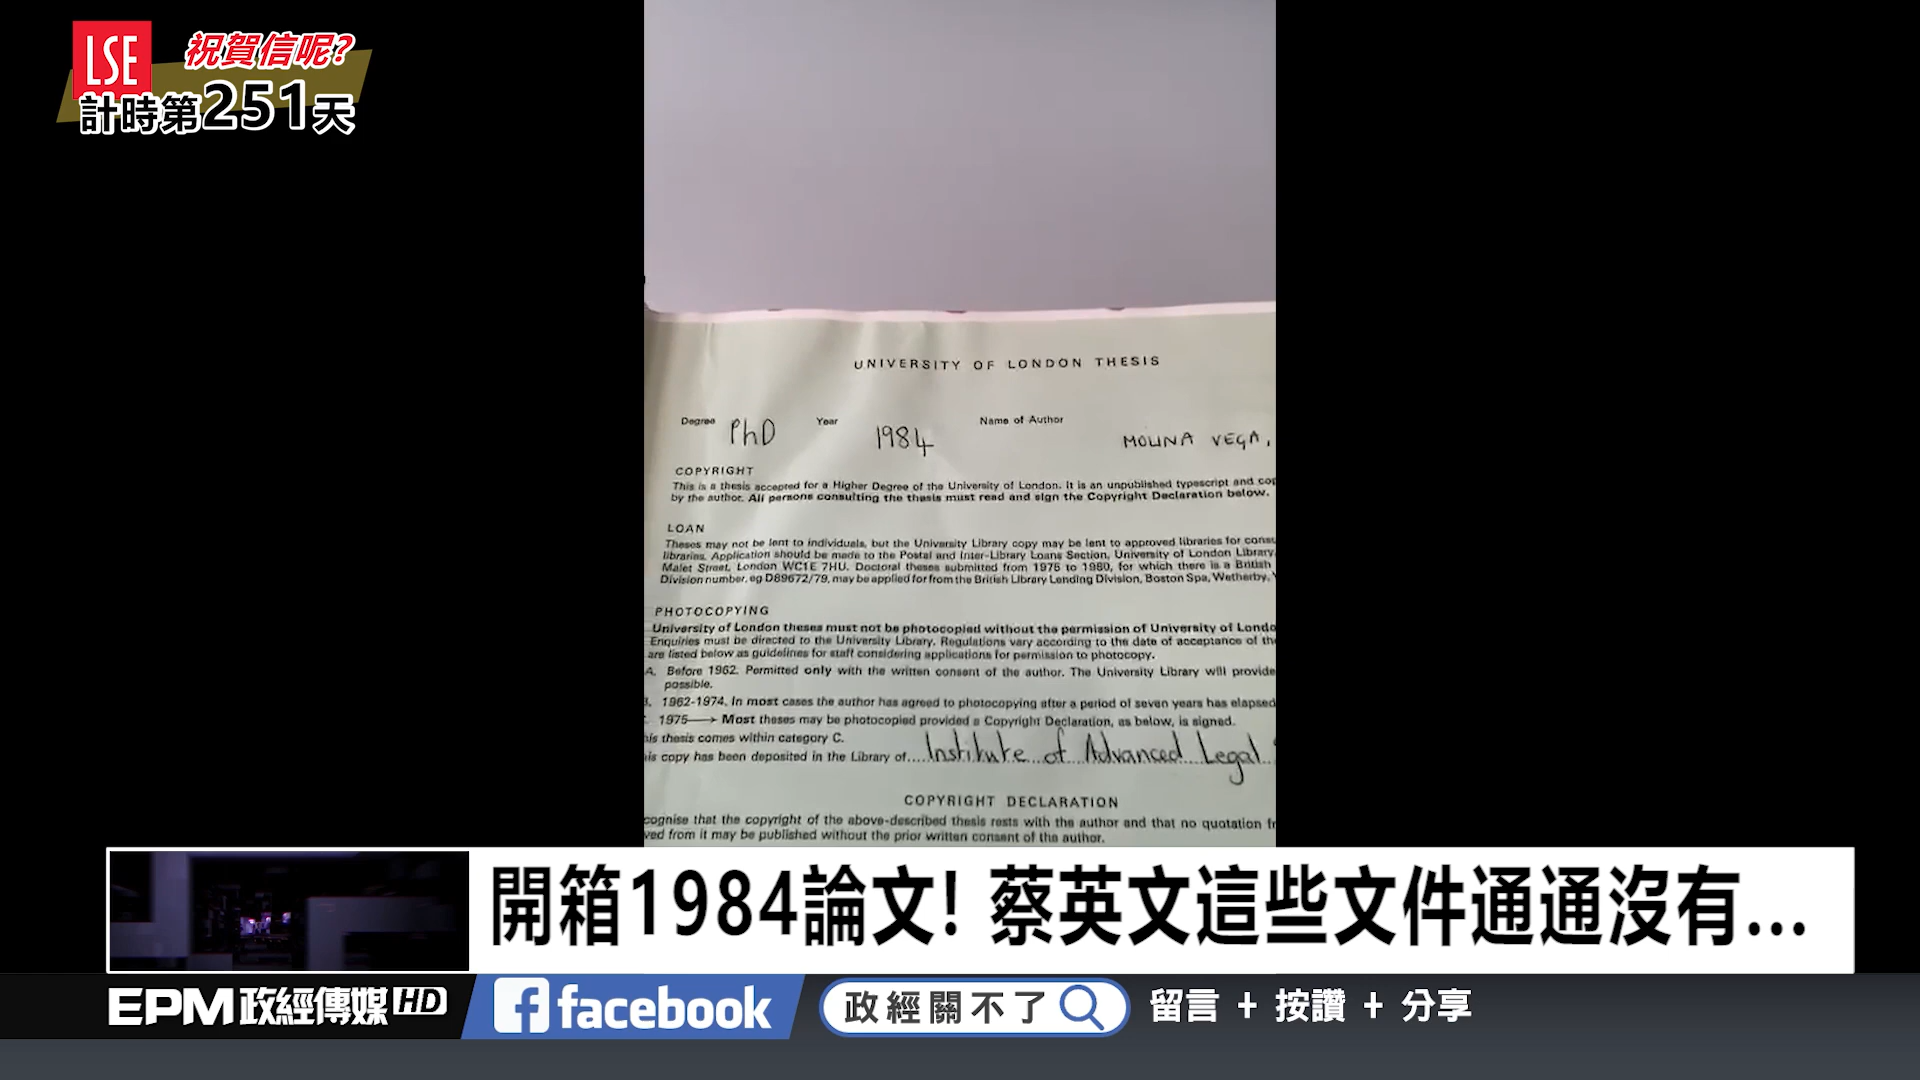 LSE
祝賀信呢?
計時第251天
UNIVERSITY OF LONDON THESIS
Degree PhD Year 1984 Name of Author MOLINA VEGA,
COPYRIGHT
This is a thesis accepted for a Higher Degree of the University of London. It is an unpublished typescript and cop
by the author. All persons consulting the thesis must read and sign the Copyright Declaration below.
LOAN
Theses may not be lent to individuals, but the University Library copy may be lent to approved libraries for consu
libraries. Application should be made to the Postal and Inter-Library Loans Section, University of London Library,
Malet Street, London WC1E 7HU. Doctoral theses submitted from 1975 to 1980, for which there is a British
Division number, eg D89672/79, may be applied for from the British Library Lending Division, Boston Spa, Wetherby,
PHOTOCOPYING
University of London theses must not be photocopied without the permission of University of Londo
Enquiries must be directed to the University Library. Regulations vary according to the date of acceptance of the
are listed below as guidelines for staff considering applications for permission to photocopy.
A. Before 1962. Permitted only with the written consent of the author. The University Library will provide
possible.
1962-1974. In most cases the author has agreed to photocopying after a period of seven years has elapsed
1975→ Most theses may be photocopied provided a Copyright Declaration, as below, is signed.
his thesis comes within category C.
is copy has been deposited in the Library of....Institute of Advanced Legal
COPYRIGHT DECLARATION
cognise that the copyright of the above-described thesis rests with the author and that no quotation fr
ved from it may be published without the prior written consent of the author.
開箱1984論文! 蔡英文這些文件通通沒有...
EPM政經傳媒HD facebook 政經關不了 留言 + 按讚 + 分享